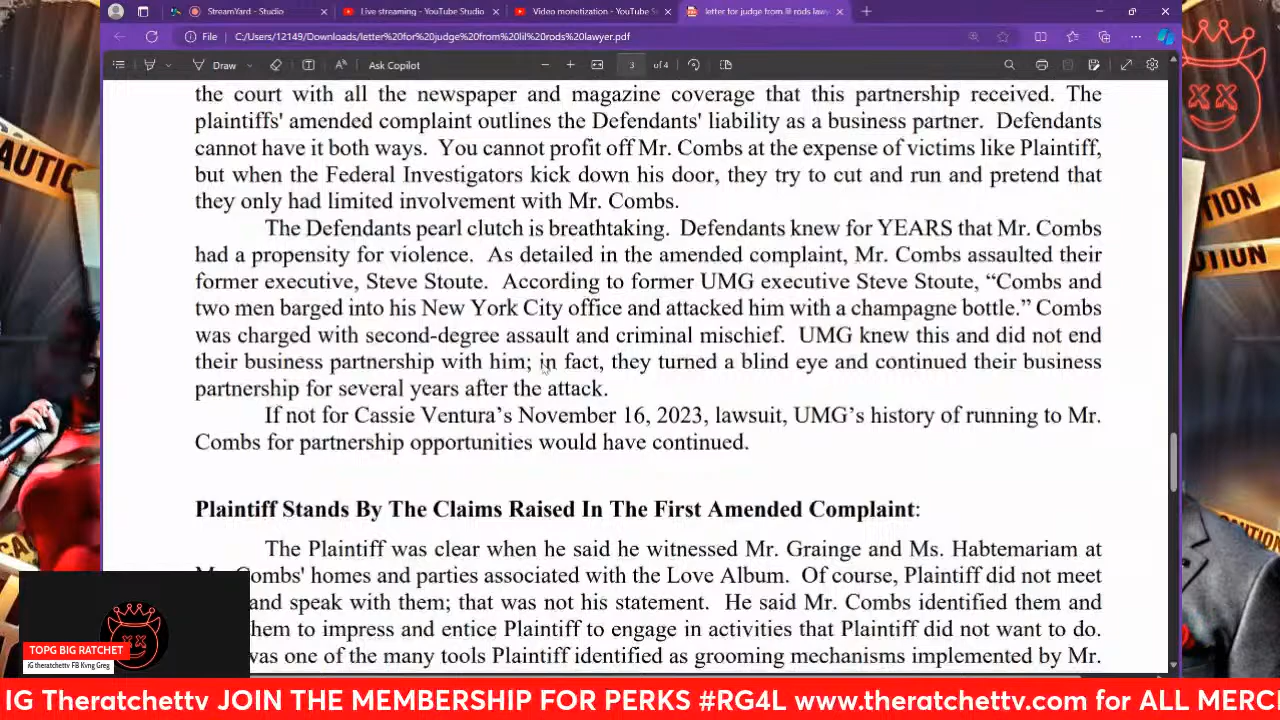 StreamYard - Studio
Live streaming - YouTube Studio
Video monetization - YouTube S
letter for judge from lil rods lawy
File
C:/Users/12149/Downloads/letter%20for%20judge%20from%20lil%20rods%20lawyer.pdf
Draw
Ask Copilot
3 of 4
the court with all the newspaper and magazine coverage that this partnership received. The
plaintiffs' amended complaint outlines the Defendants' liability as a business partner. Defendants
cannot have it both ways. You cannot profit off Mr. Combs at the expense of victims like Plaintiff,
but when the Federal Investigators kick down his door, they try to cut and run and pretend that
they only had limited involvement with Mr. Combs.
The Defendants pearl clutch is breathtaking. Defendants knew for YEARS that Mr. Combs
had a propensity for violence. As detailed in the amended complaint, Mr. Combs assaulted their
former executive, Steve Stoute. According to former UMG executive Steve Stoute, “Combs and
two men barged into his New York City office and attacked him with a champagne bottle.” Combs
was charged with second-degree assault and criminal mischief. UMG knew this and did not end
their business partnership with him; in fact, they turned a blind eye and continued their business
partnership for several years after the attack.
If not for Cassie Ventura’s November 16, 2023, lawsuit, UMG’s history of running to Mr.
Combs for partnership opportunities would have continued.
Plaintiff Stands By The Claims Raised In The First Amended Complaint:
The Plaintiff was clear when he said he witnessed Mr. Grainge and Ms. Habtemariam at
Combs' homes and parties associated with the Love Album. Of course, Plaintiff did not meet
and speak with them; that was not his statement. He said Mr. Combs identified them and
them to impress and entice Plaintiff to engage in activities that Plaintiff did not want to do.
was one of the many tools Plaintiff identified as grooming mechanisms implemented by Mr.
AUTION
TION
UTION
CAUTION
TOPG BIG RATCHET
iG theratchettv FB Kvng Greg
IG Theratchettv JOIN THE MEMBERSHIP FOR PERKS #RG4L www.theratchettv.com for ALL MERC